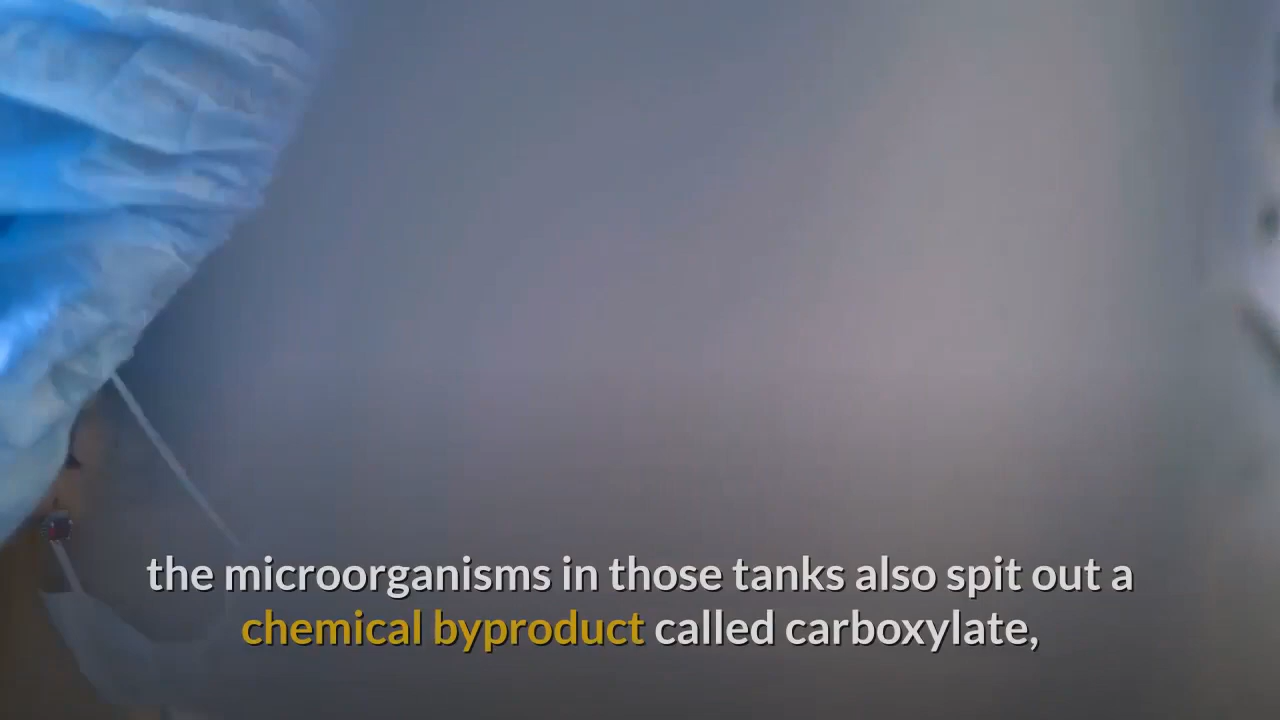 the microorganisms in those tanks also spit out a
chemical byproduct called carboxylate,